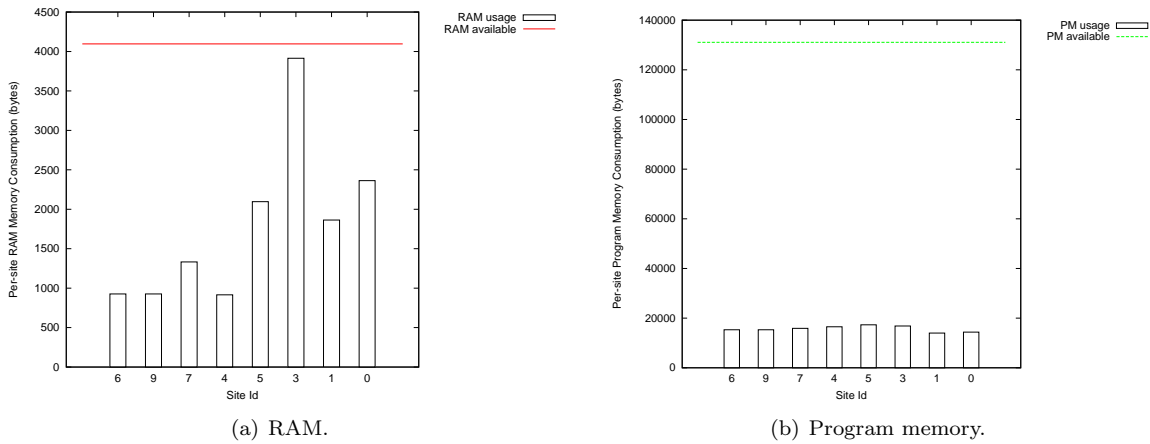 4500
4000
3500
3000
2500
2000
1500
1000
500
0
Per-site RAM Memory Consumption (bytes)
6 9 7 4 5 3 1 0
Site Id
RAM usage
RAM available
(a) RAM.
140000
120000
100000
80000
60000
40000
20000
0
Per-site Program Memory Consumption (bytes)
6 9 7 4 5 3 1 0
Site Id
PM usage
PM available
(b) Program memory.